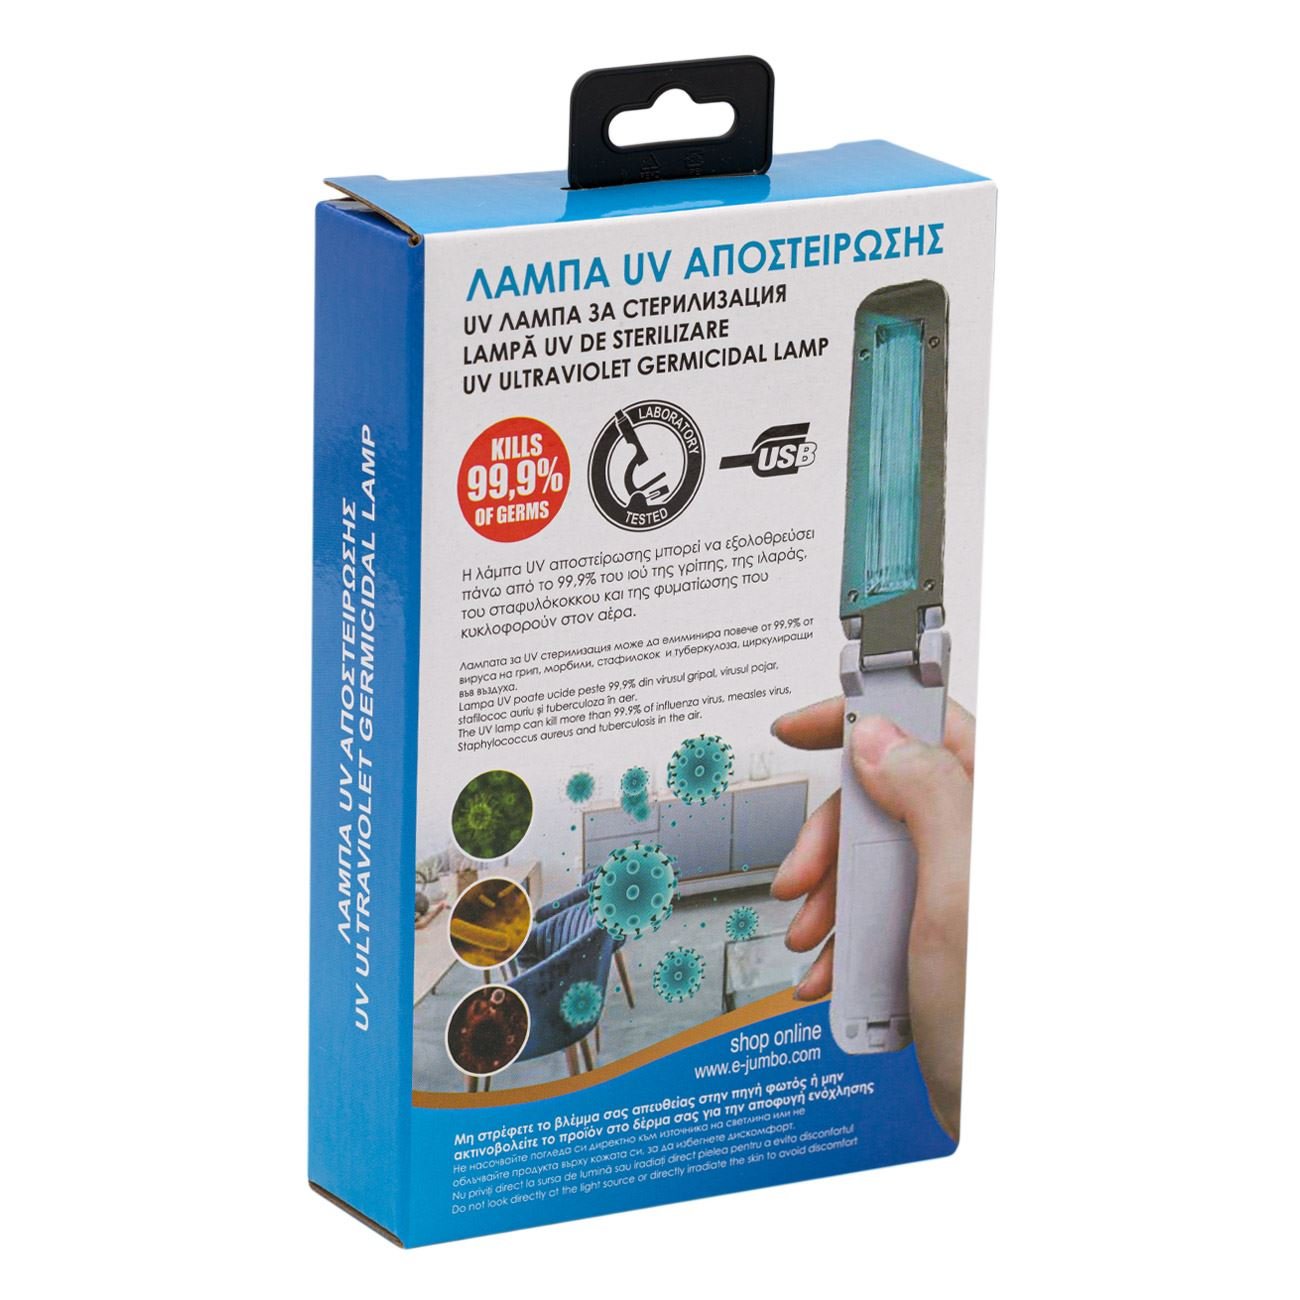 ΛΑΜΠΑ UV ΑΠΟΣΤΕΙΡΩΣΗΣ
UV ЛАМПА ЗА СТЕРИЛИЗАЦИЯ
LAMPĂ UV DE STERILIZARE
UV ULTRAVIOLET GERMICIDAL LAMP
KILLS
99,9%
OF GERMS
LABORATORY
TESTED
USB
Η λάμπα UV αποστείρωσης μπορεί να εξολοθρεύσει
πάνω από το 99,9% του ιού της γρίπης, της ιλαράς,
του σταφυλόκοκκου και της φυματίωσης που
κυκλοφορούν στον αέρα.
Лампата за UV стерилизация може да елиминира повече от 99,9% от
вируса на грип, морбили, стафилокок и туберкулоза, циркулиращи
във въздуха.
Lampa UV poate ucide peste 99,9% din virusul gripal, virusul pojar,
stafilococ auriu și tuberculoza în aer.
The UV lamp can kill more than 99.9% of influenza virus, measles virus,
Staphylococcus aureus and tuberculosis in the air.
shop online
www.e-jumbo.com
Μη στρέφετε το βλέμμα σας απευθείας στην πηγή φωτός ή μην
ακτινοβολείτε το προϊόν στο δέρμα σας για την αποφυγή ενόχλησης
Не насочвайте погледа си директно към източника на светлина или не
облъчвайте продукта върху кожата си, за да избегнете дискомфорт.
Nu priviți direct la sursa de lumină sau iradiați direct pielea pentru a evita disconfortul
Do not look directly at the light source or directly irradiate the skin to avoid discomfort
ΛΑΜΠΑ UV ΑΠΟΣΤΕΙΡΩΣΗΣ
UV ULTRAVIOLET GERMICIDAL LAMP